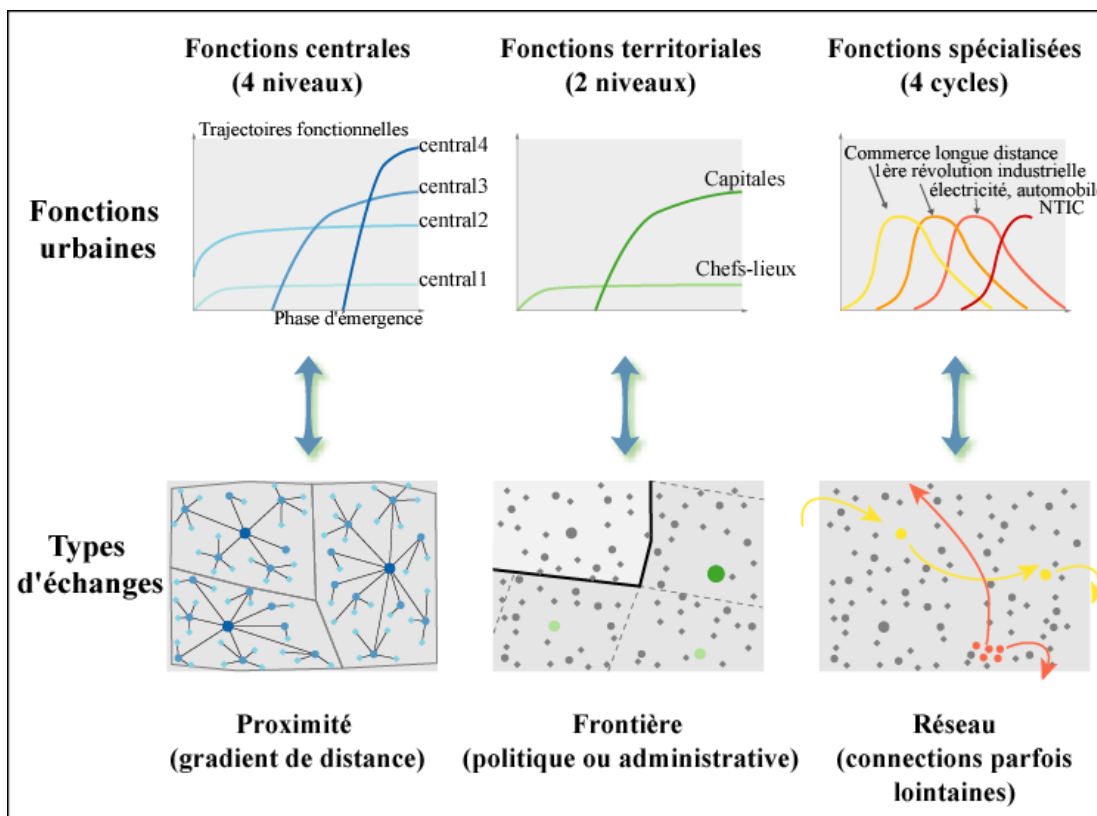 Fonctions centrales
(4 niveaux)
Fonctions territoriales
(2 niveaux)
Fonctions spécialisées
(4 cycles)
Fonctions
urbaines
Trajectoires fonctionnelles
central4
central3
central2
central1
Phase d'émergence
Capitales
Chefs-lieux
Commerce longue distance
1ère révolution industrielle
électricité, automobile
NTIC
Types
d'échanges
Proximité
(gradient de distance)
Frontière
(politique ou administrative)
Réseau
(connections parfois
lointaines)